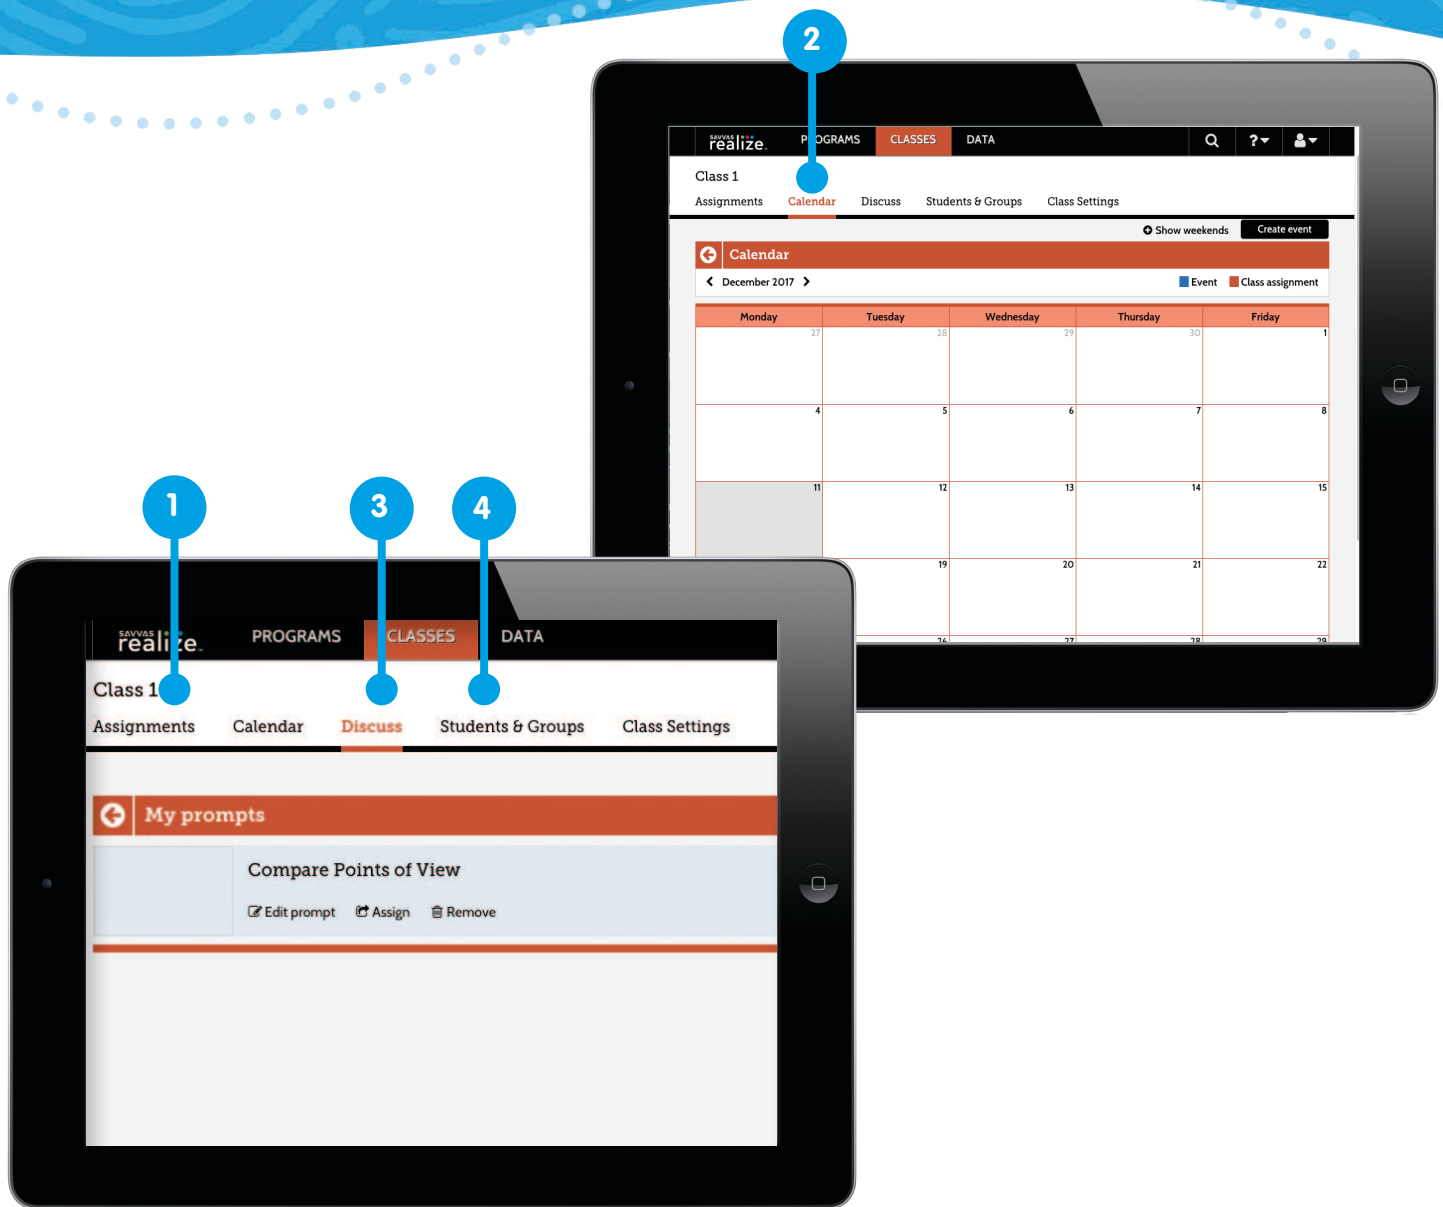 2
SAVVAS realize. PROGRAMS CLASSES DATA ?
Class 1
Assignments Calendar Discuss Students & Groups Class Settings
Show weekends Create event
Calendar
December 2017 Event Class assignment
Monday Tuesday Wednesday Thursday Friday
27 28 29 30 1
4 5 6 7 8
11 12 13 14 15
19 20 21 22
26 27 28 29
1 3 4
SAVVAS realize. PROGRAMS CLASSES DATA
Class 1
Assignments Calendar Discuss Students & Groups Class Settings
My prompts
Compare Points of View
Edit prompt Assign Remove